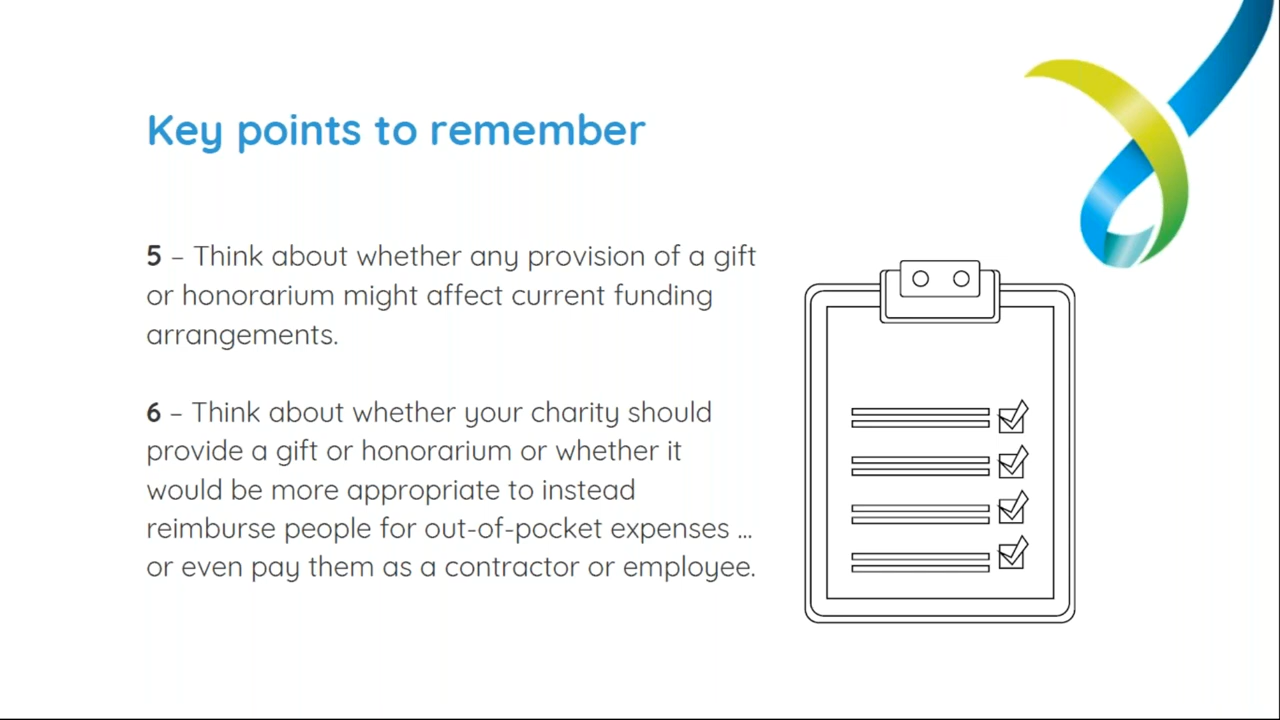 Key points to remember
5 – Think about whether any provision of a gift
or honorarium might affect current funding
arrangements.
6 – Think about whether your charity should
provide a gift or honorarium or whether it
would be more appropriate to instead
reimburse people for out-of-pocket expenses ...
or even pay them as a contractor or employee.